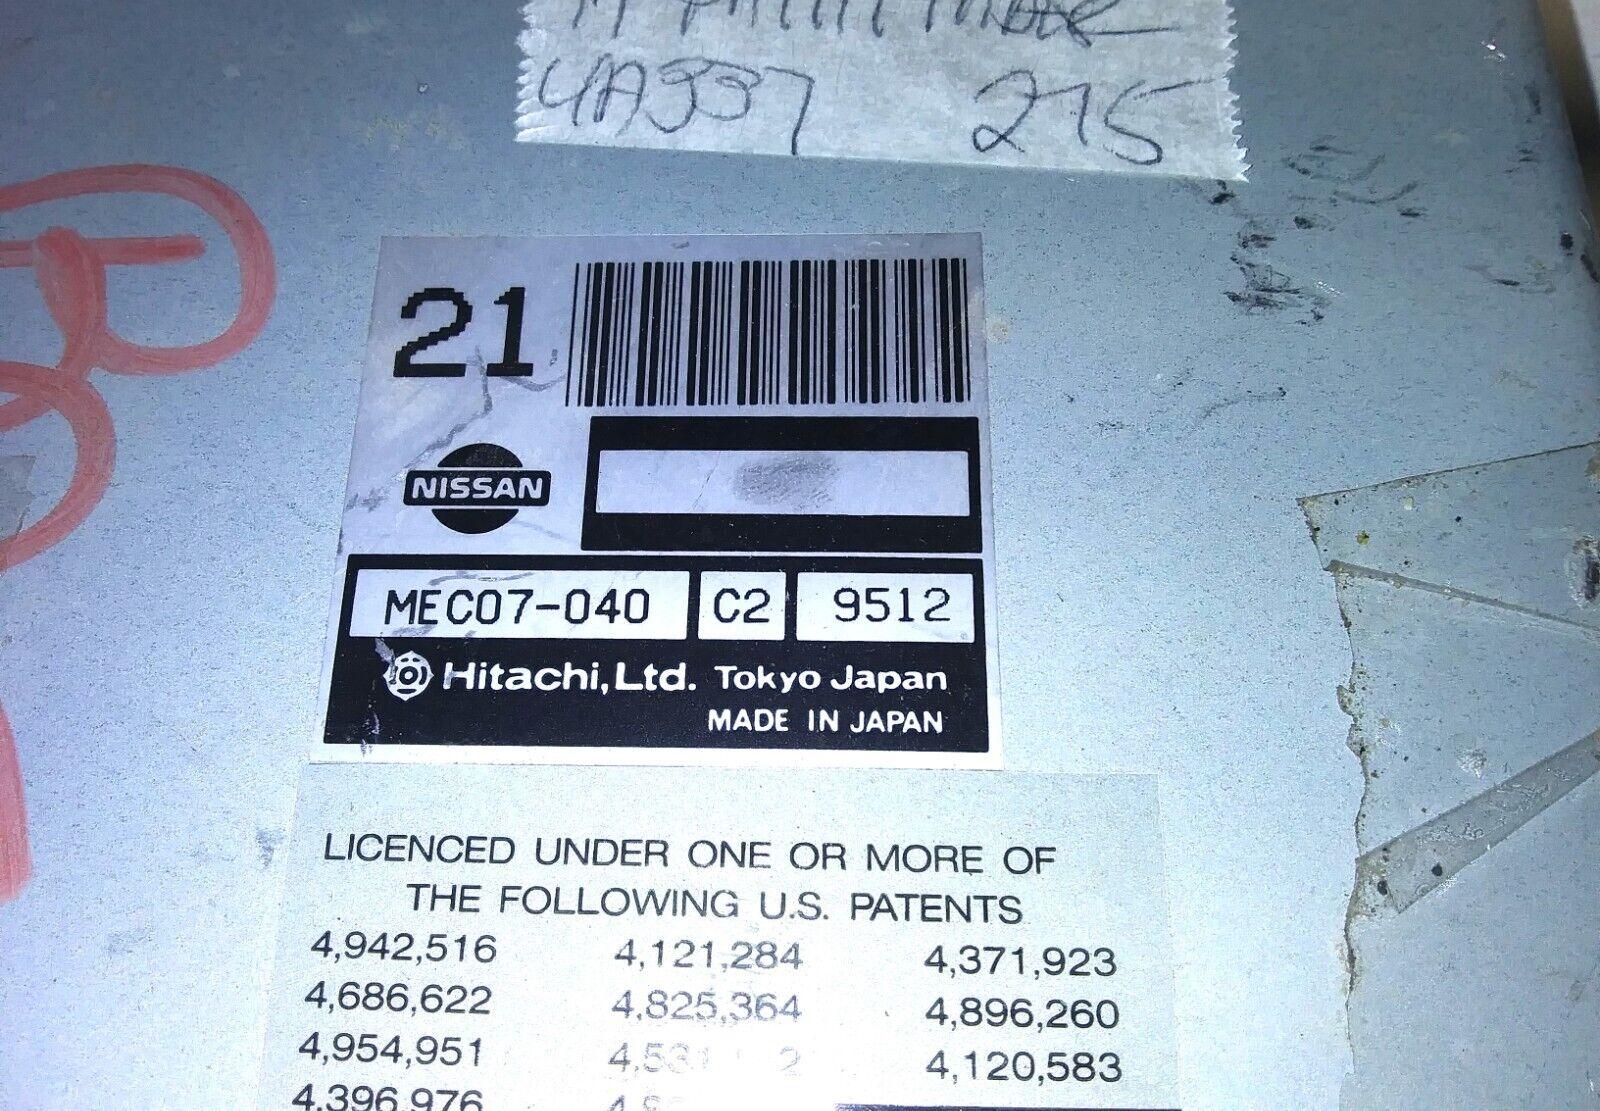 4A337 275
21
NISSAN
MEC07-040 C2 9512
Hitachi, Ltd. Tokyo Japan
MADE IN JAPAN
LICENCED UNDER ONE OR MORE OF
THE FOLLOWING U.S. PATENTS
4,942,516 4,121,284 4,371,923
4,686,622 4,825,364 4,896,260
4,954,951 4,120,583
4,396,976